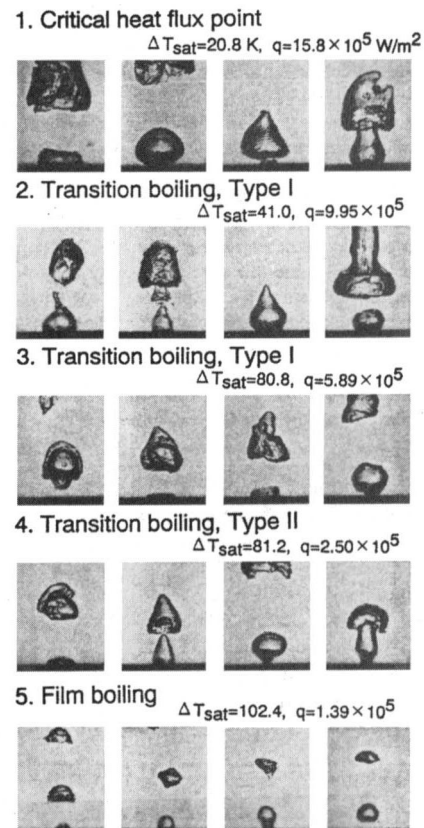 1. Critical heat flux point
ΔTsat=20.8 K, q=15.8×10⁵ W/m²
2. Transition boiling, Type I
ΔTsat=41.0, q=9.95×10⁵
3. Transition boiling, Type I
ΔTsat=80.8, q=5.89×10⁵
4. Transition boiling, Type II
ΔTsat=81.2, q=2.50×10⁵
5. Film boiling
ΔTsat=102.4, q=1.39×10⁵